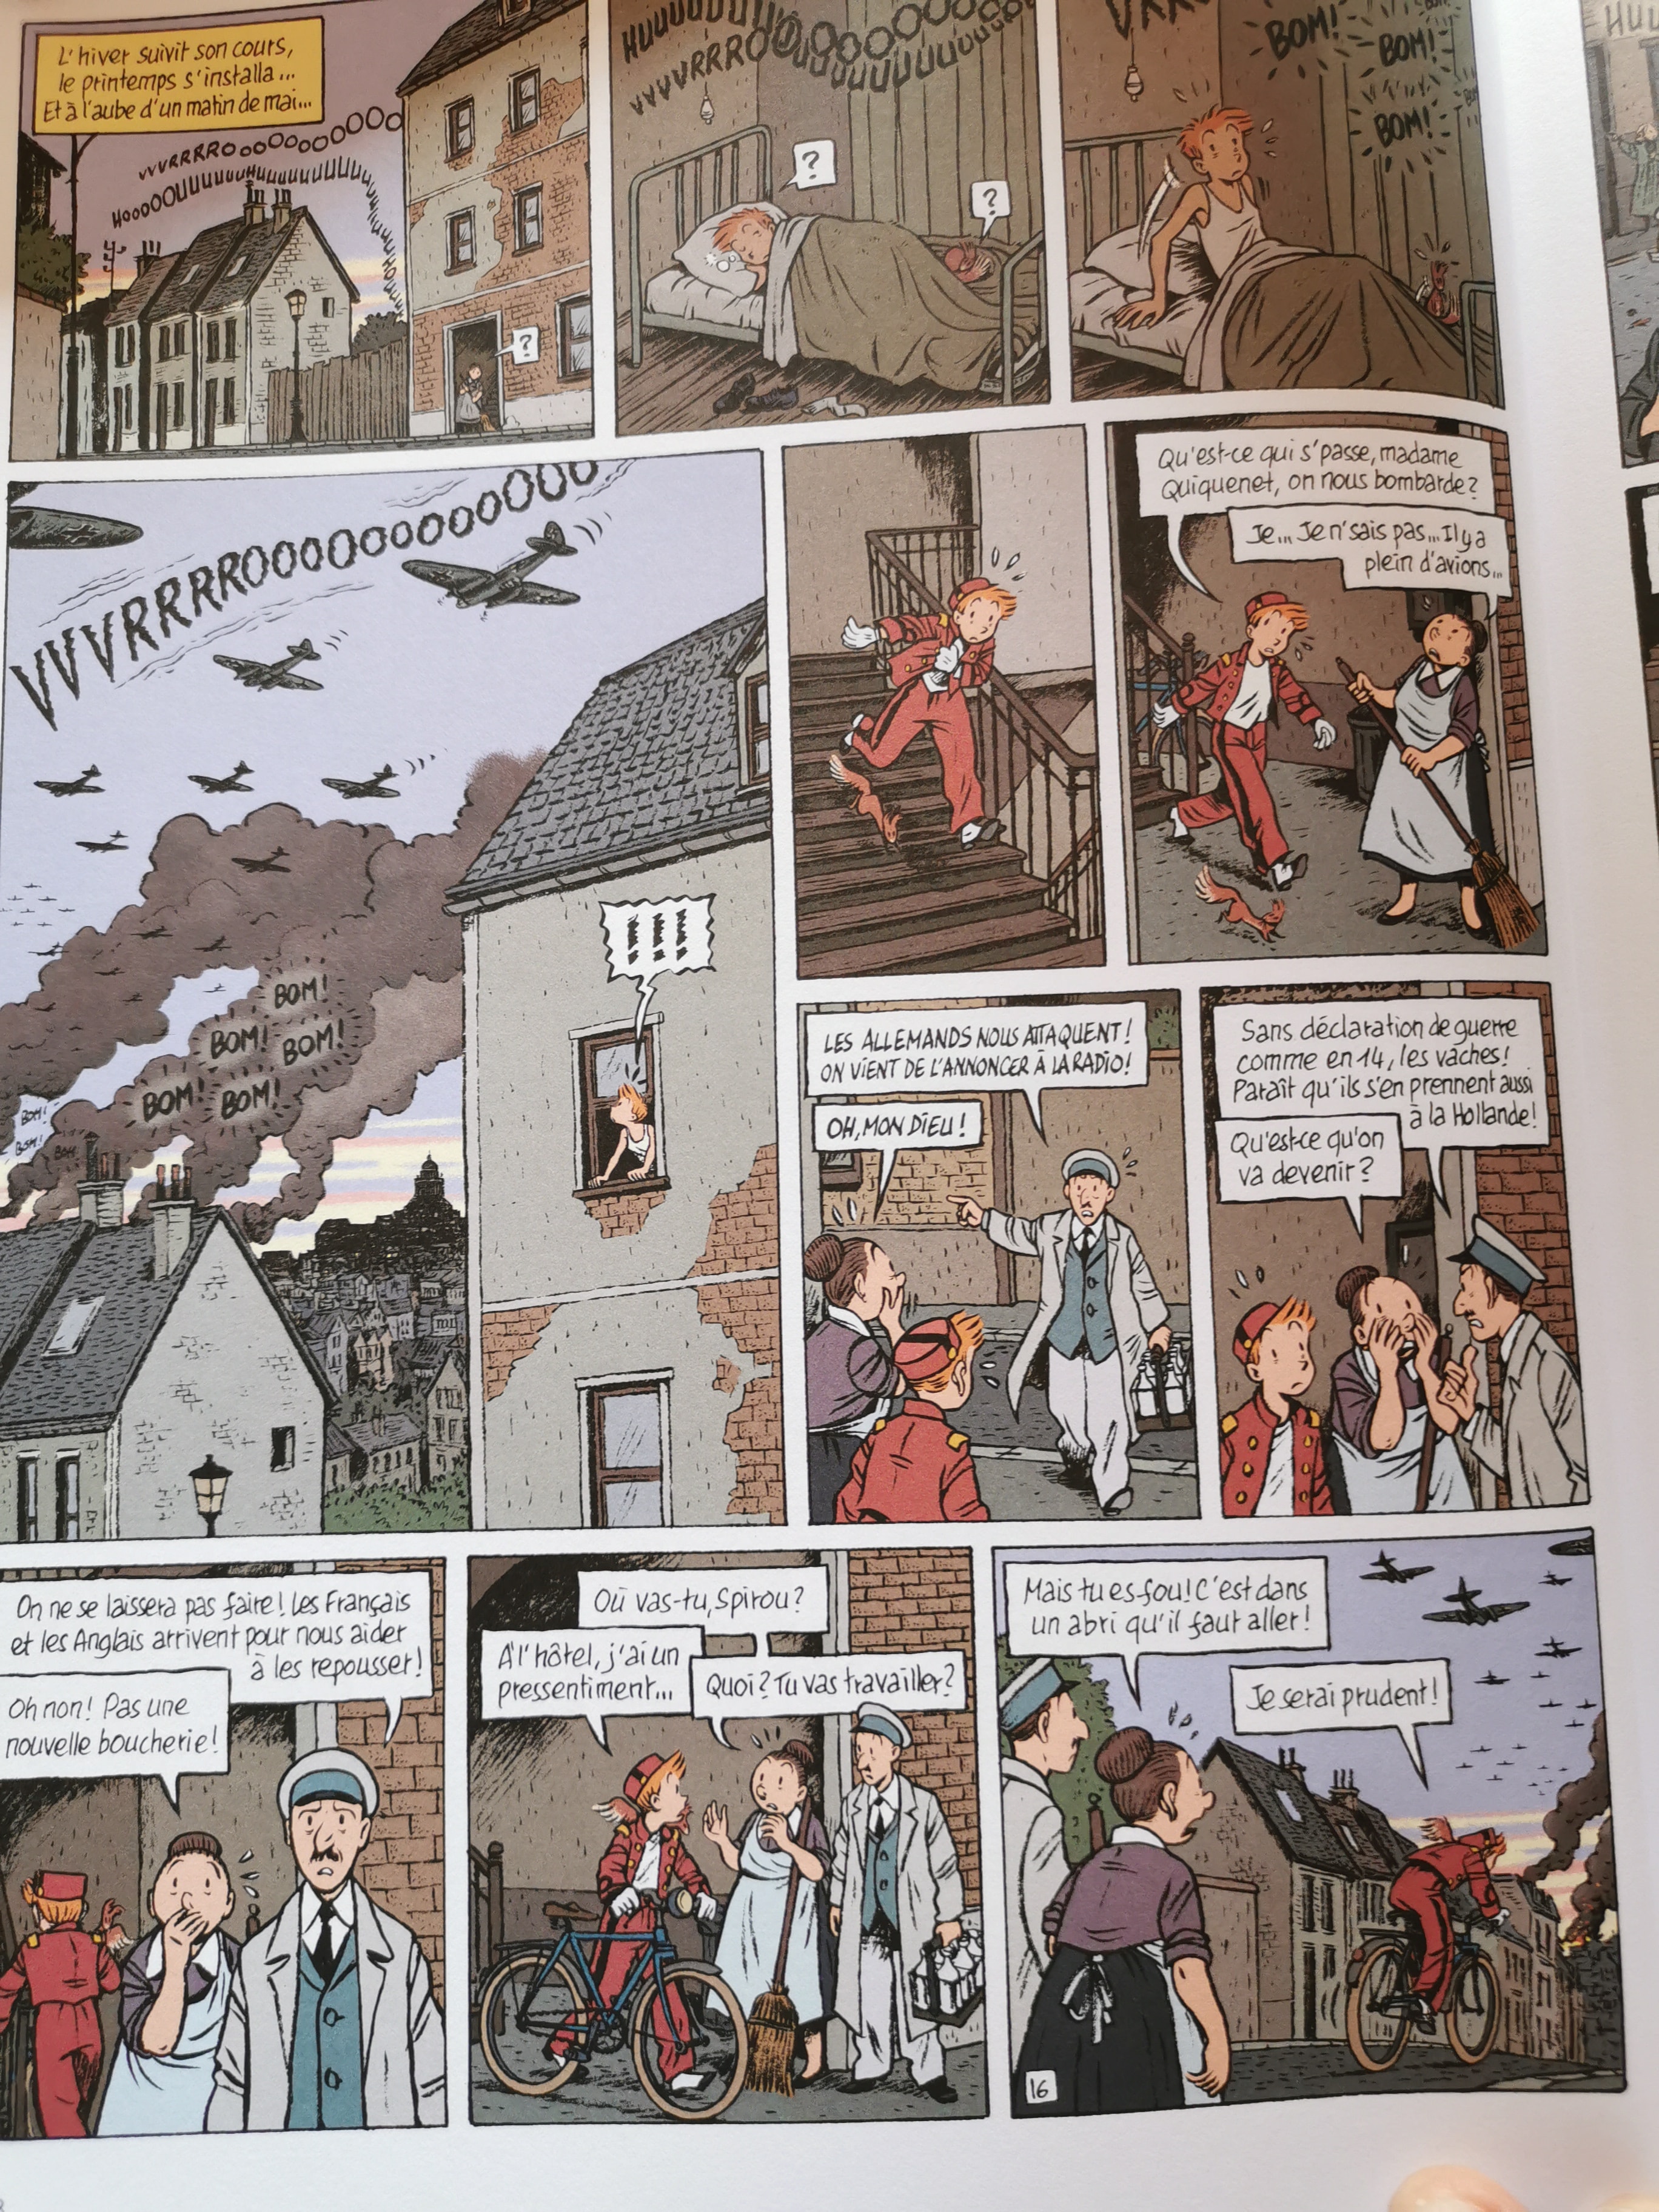 L'hiver suivit son cours,
le printemps s'installa...
Et à l'aube d'un matin de mai...
VVVRRRROoooooooooooo
HOOOOOUUUUUUUUUUUUUUU
?
?
?
BOM!
BOM!
BOM!
VVVRRRROOOOOOOOOOOOOOO
!!!
BOM!
BOM! BOM!
BOM! BOM!
BOM!
BOM!
Qu'est-ce qui s'passe, madame
Quiquenet, on nous bombarde?
Je... Je n'sais pas... Il y a
plein d'avions...
LES ALLEMANDS NOUS ATTAQUENT!
ON VIENT DE L'ANNONCER À LA RADIO!
OH, MON DIEU!
Sans déclaration de guerre
comme en 14, les vaches!
Paraît qu'ils s'en prennent aussi
à la Hollande!
Qu'est-ce qu'on
va devenir?
On ne se laissera pas faire! Les Français
et les Anglais arrivent pour nous aider
à les repousser!
Oh non! Pas une
nouvelle boucherie!
Où vas-tu, Spirou?
À l'hôtel, j'ai un
pressentiment...
Quoi? Tu vas travailler?
Mais tu es fou! C'est dans
un abri qu'il faut aller!
Je serai prudent!
16